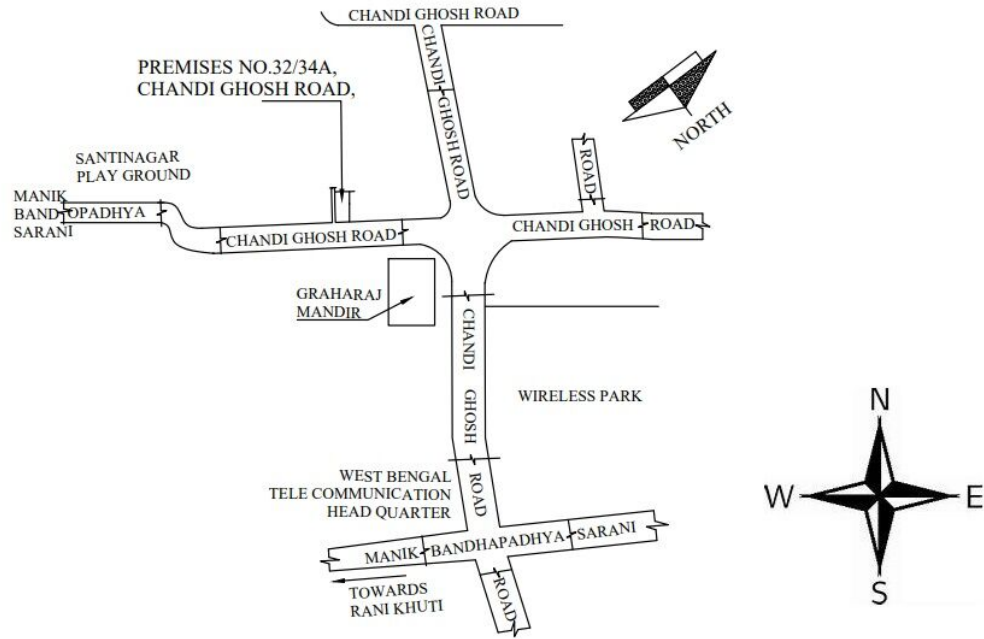 CHANDI GHOSH ROAD
CHANDI
GHOSH ROAD
PREMISES NO.32/34A,
CHANDI GHOSH ROAD,
NORTH
SANTINAGAR
PLAY GROUND
ROAD
MANIK
BAND OPADHYA
SARANI
CHANDI GHOSH ROAD
CHANDI GHOSH
ROAD
GRAHARAJ
MANDIR
CHANDI
GHOSH
ROAD
WIRELESS PARK
WEST BENGAL
TELE COMMUNICATION
HEAD QUARTER
MANIK BANDHAPADHYA SARANI
TOWARDS
RANI KHUTI
ROAD
N
W E
S